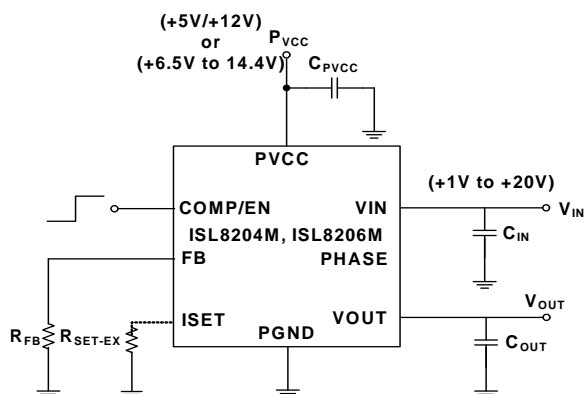 (+5V/+12V)
or
(+6.5V to 14.4V)
PVCC
CPVCC
PVCC
(+1V to +20V)
COMP/EN
VIN
VIN
ISL8204M, ISL8206M
CIN
FB
PHASE
VOUT
ISET
VOUT
RFB
RSET-EX
PGND
COUT